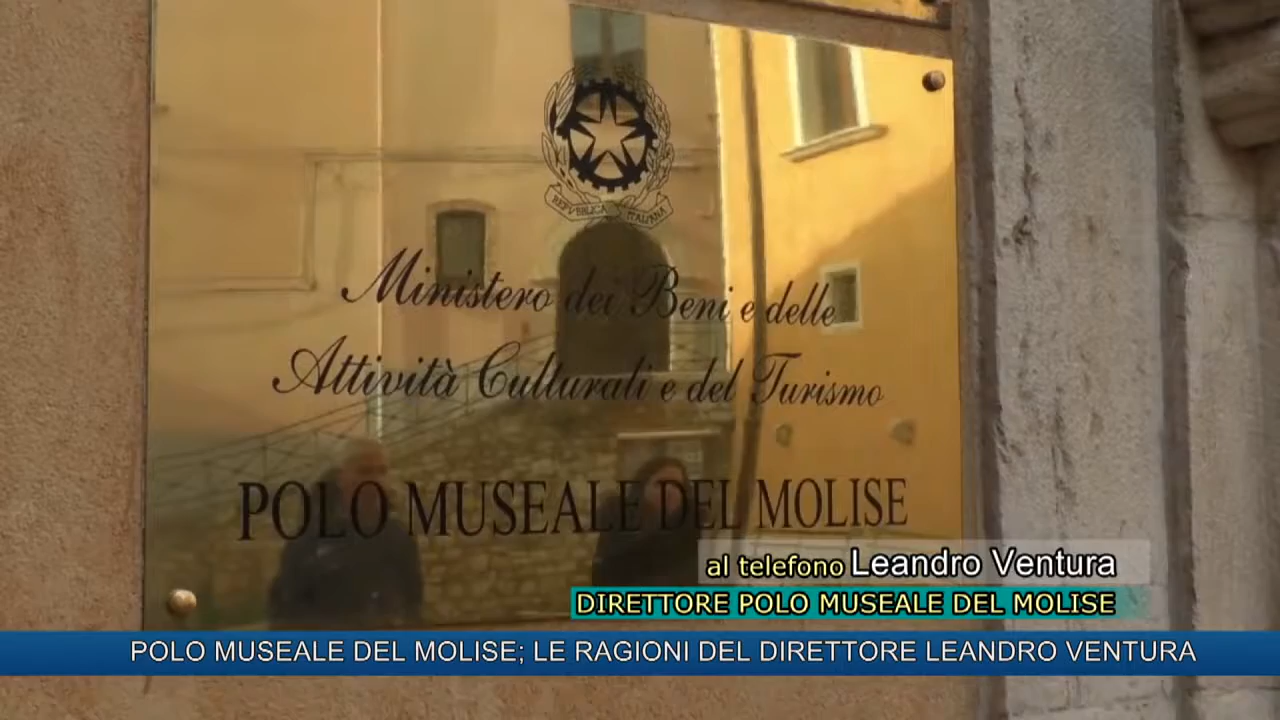 REPVBBLICA ITALIANA
Ministero dei Beni e delle
Attività Culturali e del Turismo
POLO MUSEALE DEL MOLISE
al telefono Leandro Ventura
DIRETTORE POLO MUSEALE DEL MOLISE
POLO MUSEALE DEL MOLISE; LE RAGIONI DEL DIRETTORE LEANDRO VENTURA